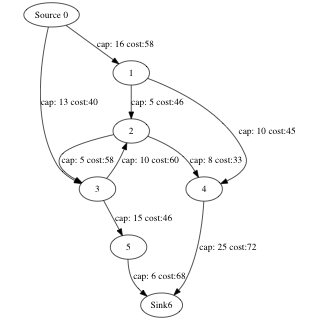 Source 0
cap: 16 cost:58
1
cap: 13 cost:40
cap: 5 cost:46
cap: 10 cost:45
2
cap: 5 cost:58
cap: 10 cost:60
cap: 8 cost:33
3
4
cap: 15 cost:46
5
cap: 25 cost:72
cap: 6 cost:68
Sink6